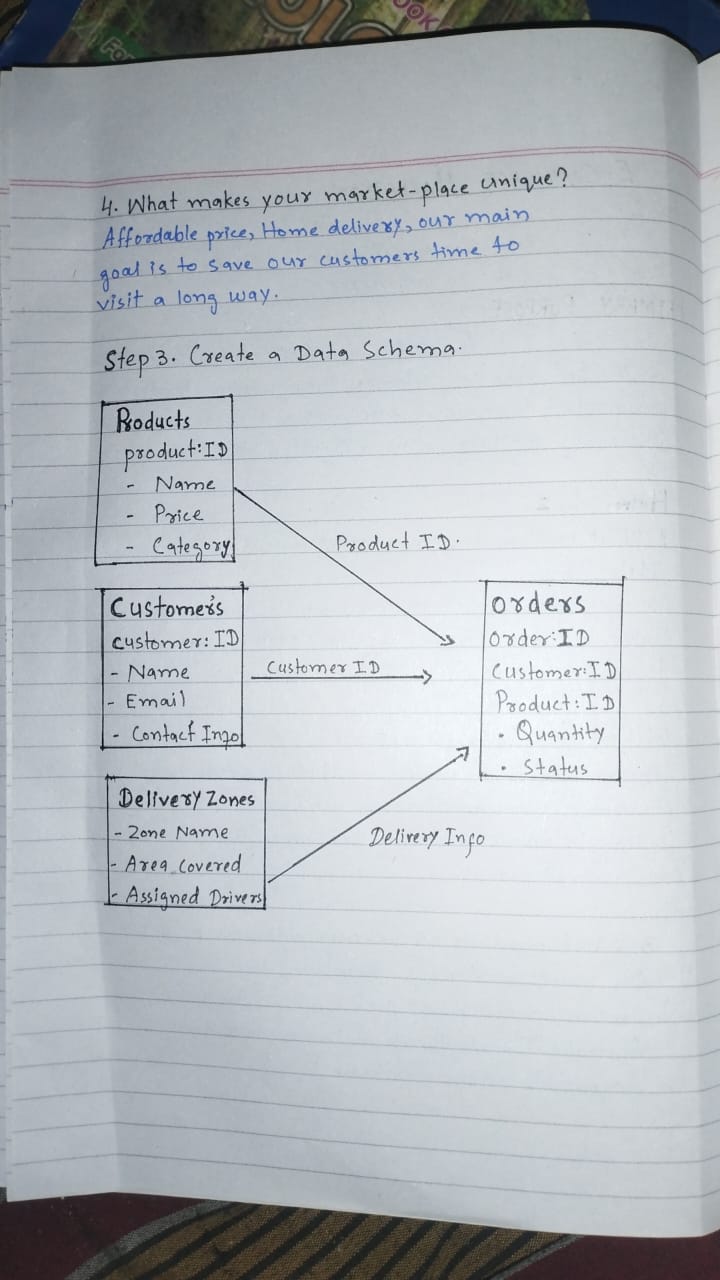 OOK
For
4. What makes your market-place unique?
Affordable price, Home delivery, our main
goal is to save our customers time to
visit a long way.
Step 3. Create a Data Schema.
Products
product:ID
- Name
- Price
- Category
Product ID.
Customers
customer: ID
- Name
- Email
- Contact Info
Customer ID
Orders
Order:ID
Customer:ID
Product:ID
• Quantity
• Status
Delivery Zones
- Zone Name
- Area Covered
- Assigned Drivers
Delivery Info